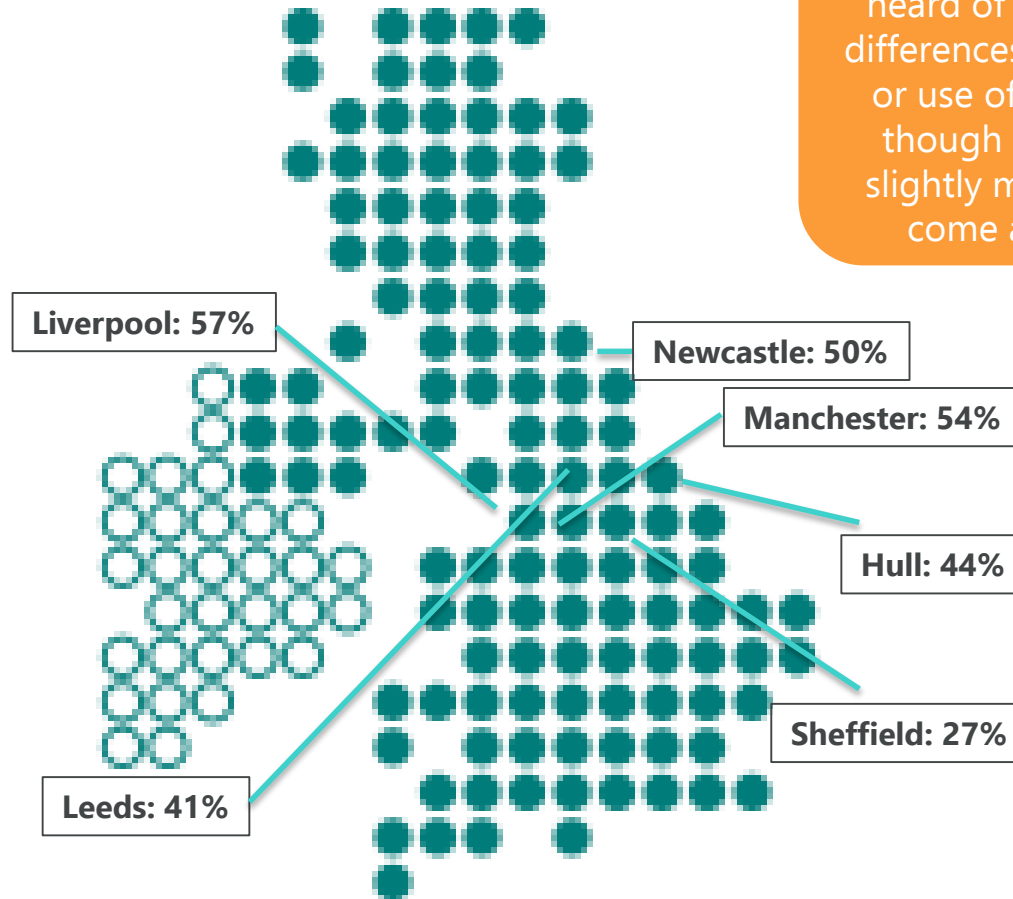 heard of
differences
or use of
though
slightly m
come a
Liverpool: 57%
Newcastle: 50%
Manchester: 54%
Hull: 44%
Sheffield: 27%
Leeds: 41%